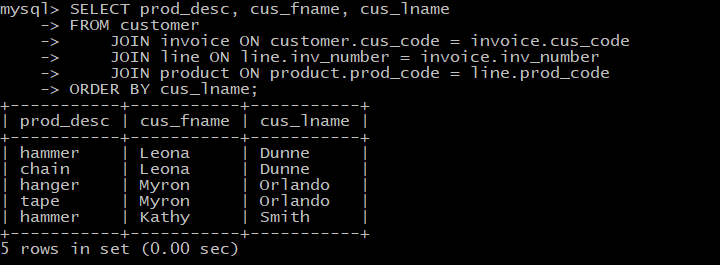 mysql> SELECT prod_desc, cus_fname, cus_lname
    -> FROM customer
    ->     JOIN invoice ON customer.cus_code = invoice.cus_code
    ->     JOIN line ON line.inv_number = invoice.inv_number
    ->     JOIN product ON product.prod_code = line.prod_code
    -> ORDER BY cus_lname;
+-----------+-----------+-----------+
| prod_desc | cus_fname | cus_lname |
+-----------+-----------+-----------+
| hammer    | Leona     | Dunne     |
| chain     | Leona     | Dunne     |
| hanger    | Myron     | Orlando   |
| tape      | Myron     | Orlando   |
| hammer    | Kathy     | Smith     |
+-----------+-----------+-----------+
5 rows in set (0.00 sec)